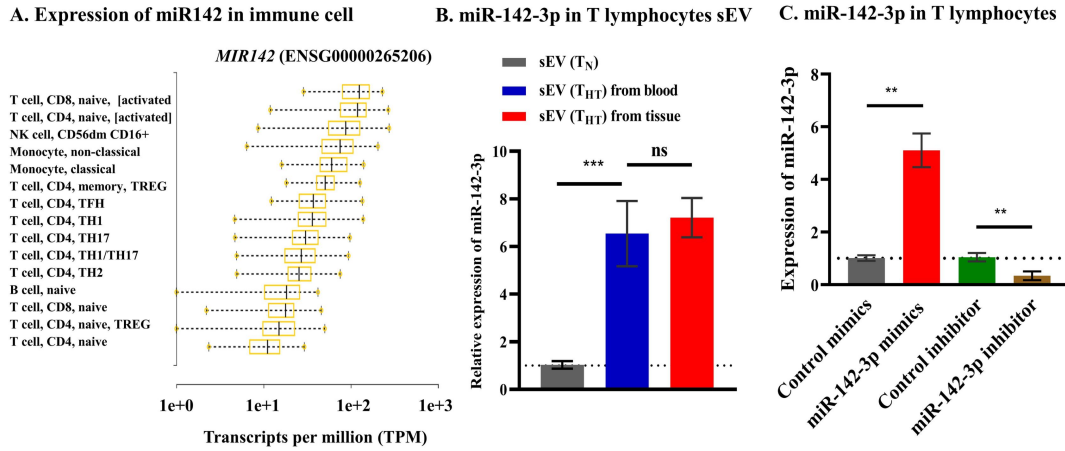 A. Expression of miR142 in immune cell
MIR142 (ENSG00000265206)
T cell, CD8, naive, [activated
T cell, CD4, naive, [activated]
NK cell, CD56dm CD16+
Monocyte, non-classical
Monocyte, classical
T cell, CD4, memory, TREG
T cell, CD4, TFH
T cell, CD4, TH1
T cell, CD4, TH17
T cell, CD4, TH1/TH17
T cell, CD4, TH2
B cell, naive
T cell, CD8, naive
T cell, CD4, naive, TREG
T cell, CD4, naive
1e+0 1e+1 1e+2 1e+3
Transcripts per million (TPM)
B. miR-142-3p in T lymphocytes sEV
sEV (TN)
sEV (THT) from blood
sEV (THT) from tissue
Relative expression of miR-142-3p
10
8
6
4
2
0
***
ns
C. miR-142-3p in T lymphocytes
Expression of miR-142-3p
8
6
4
2
0
**
**
Control mimics
miR-142-3p mimics
Control inhibitor
miR-142-3p inhibitor